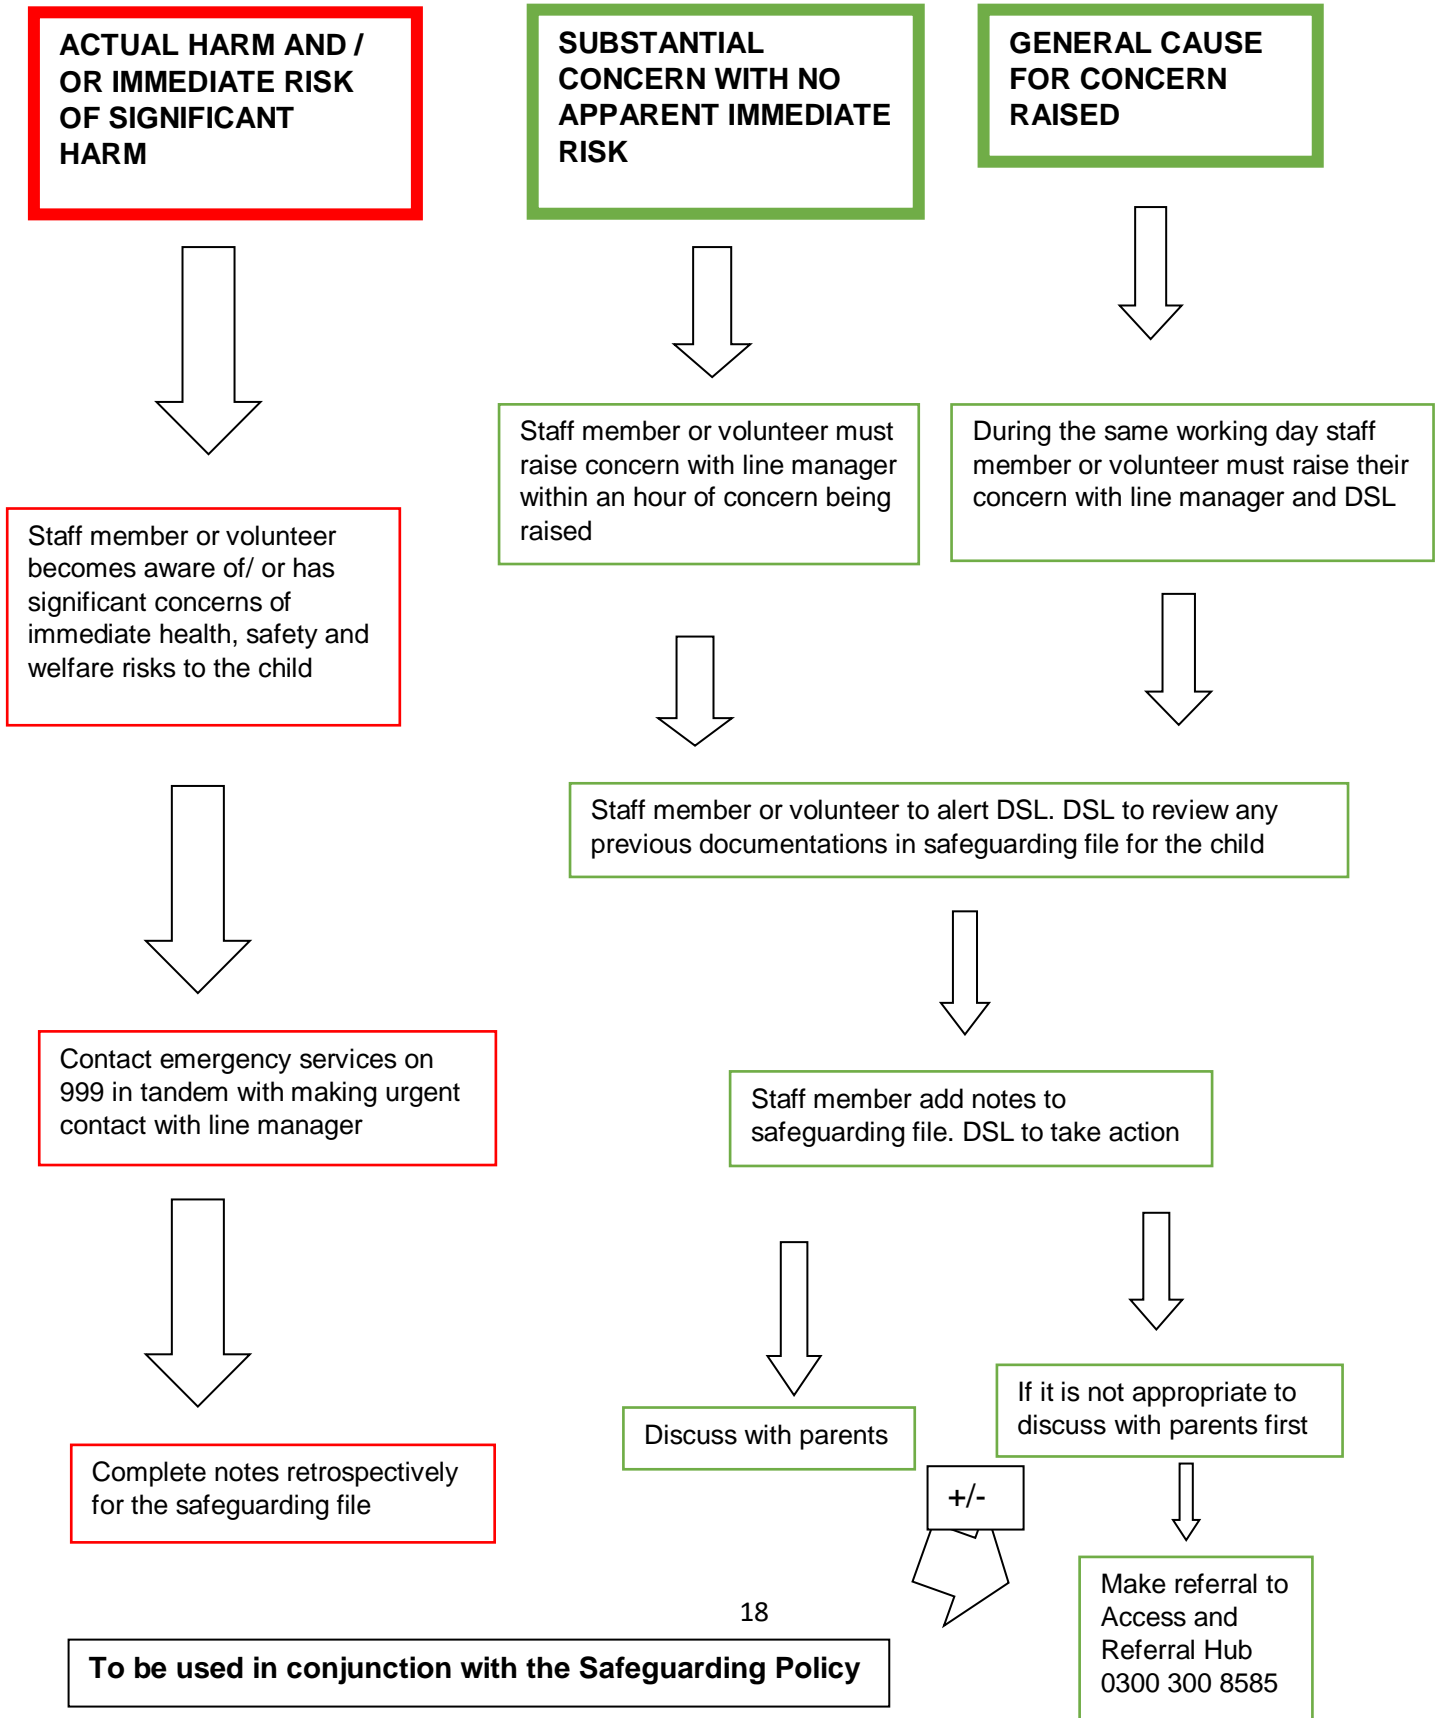 ACTUAL HARM AND /
OR IMMEDIATE RISK
OF SIGNIFICANT
HARM
SUBSTANTIAL
CONCERN WITH NO
APPARENT IMMEDIATE
RISK
GENERAL CAUSE
FOR CONCERN
RAISED
Staff member or volunteer must
raise concern with line manager
within an hour of concern being
raised
During the same working day staff
member or volunteer must raise their
concern with line manager and DSL
Staff member or volunteer
becomes aware of/ or has
significant concerns of
immediate health, safety and
welfare risks to the child
Staff member or volunteer to alert DSL. DSL to review any
previous documentations in safeguarding file for the child
Contact emergency services on
999 in tandem with making urgent
contact with line manager
Staff member add notes to
safeguarding file. DSL to take action
Discuss with parents
If it is not appropriate to
discuss with parents first
Complete notes retrospectively
for the safeguarding file
+/-
Make referral to
Access and
Referral Hub
0300 300 8585
18
To be used in conjunction with the Safeguarding Policy